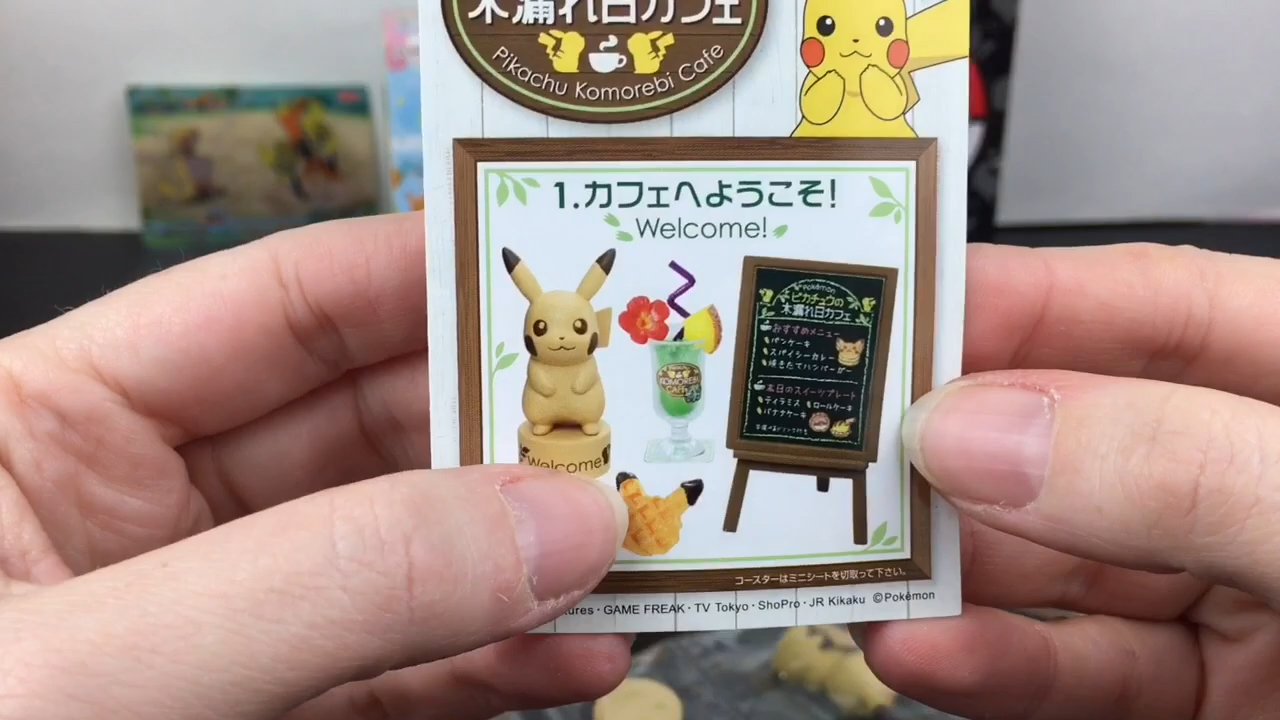 木漏れ日カフェ
Pikachu Komorebi Cafe
1.カフェへようこそ!
Welcome!
Welcome
KOMOREBI
CAFE
Pokémon
ピカチュウの
木漏れ日カフェ
おすすめメニュー
パンケーキ
スパイシーカレー
焼きたてハンバーガー
本日のスイーツプレート
ティラミス ロールケーキ
バナナケーキ
コースターはミニシートを切取って下さい。
tures・GAME FREAK・TV Tokyo・ShoPro・JR Kikaku ©Pokémon